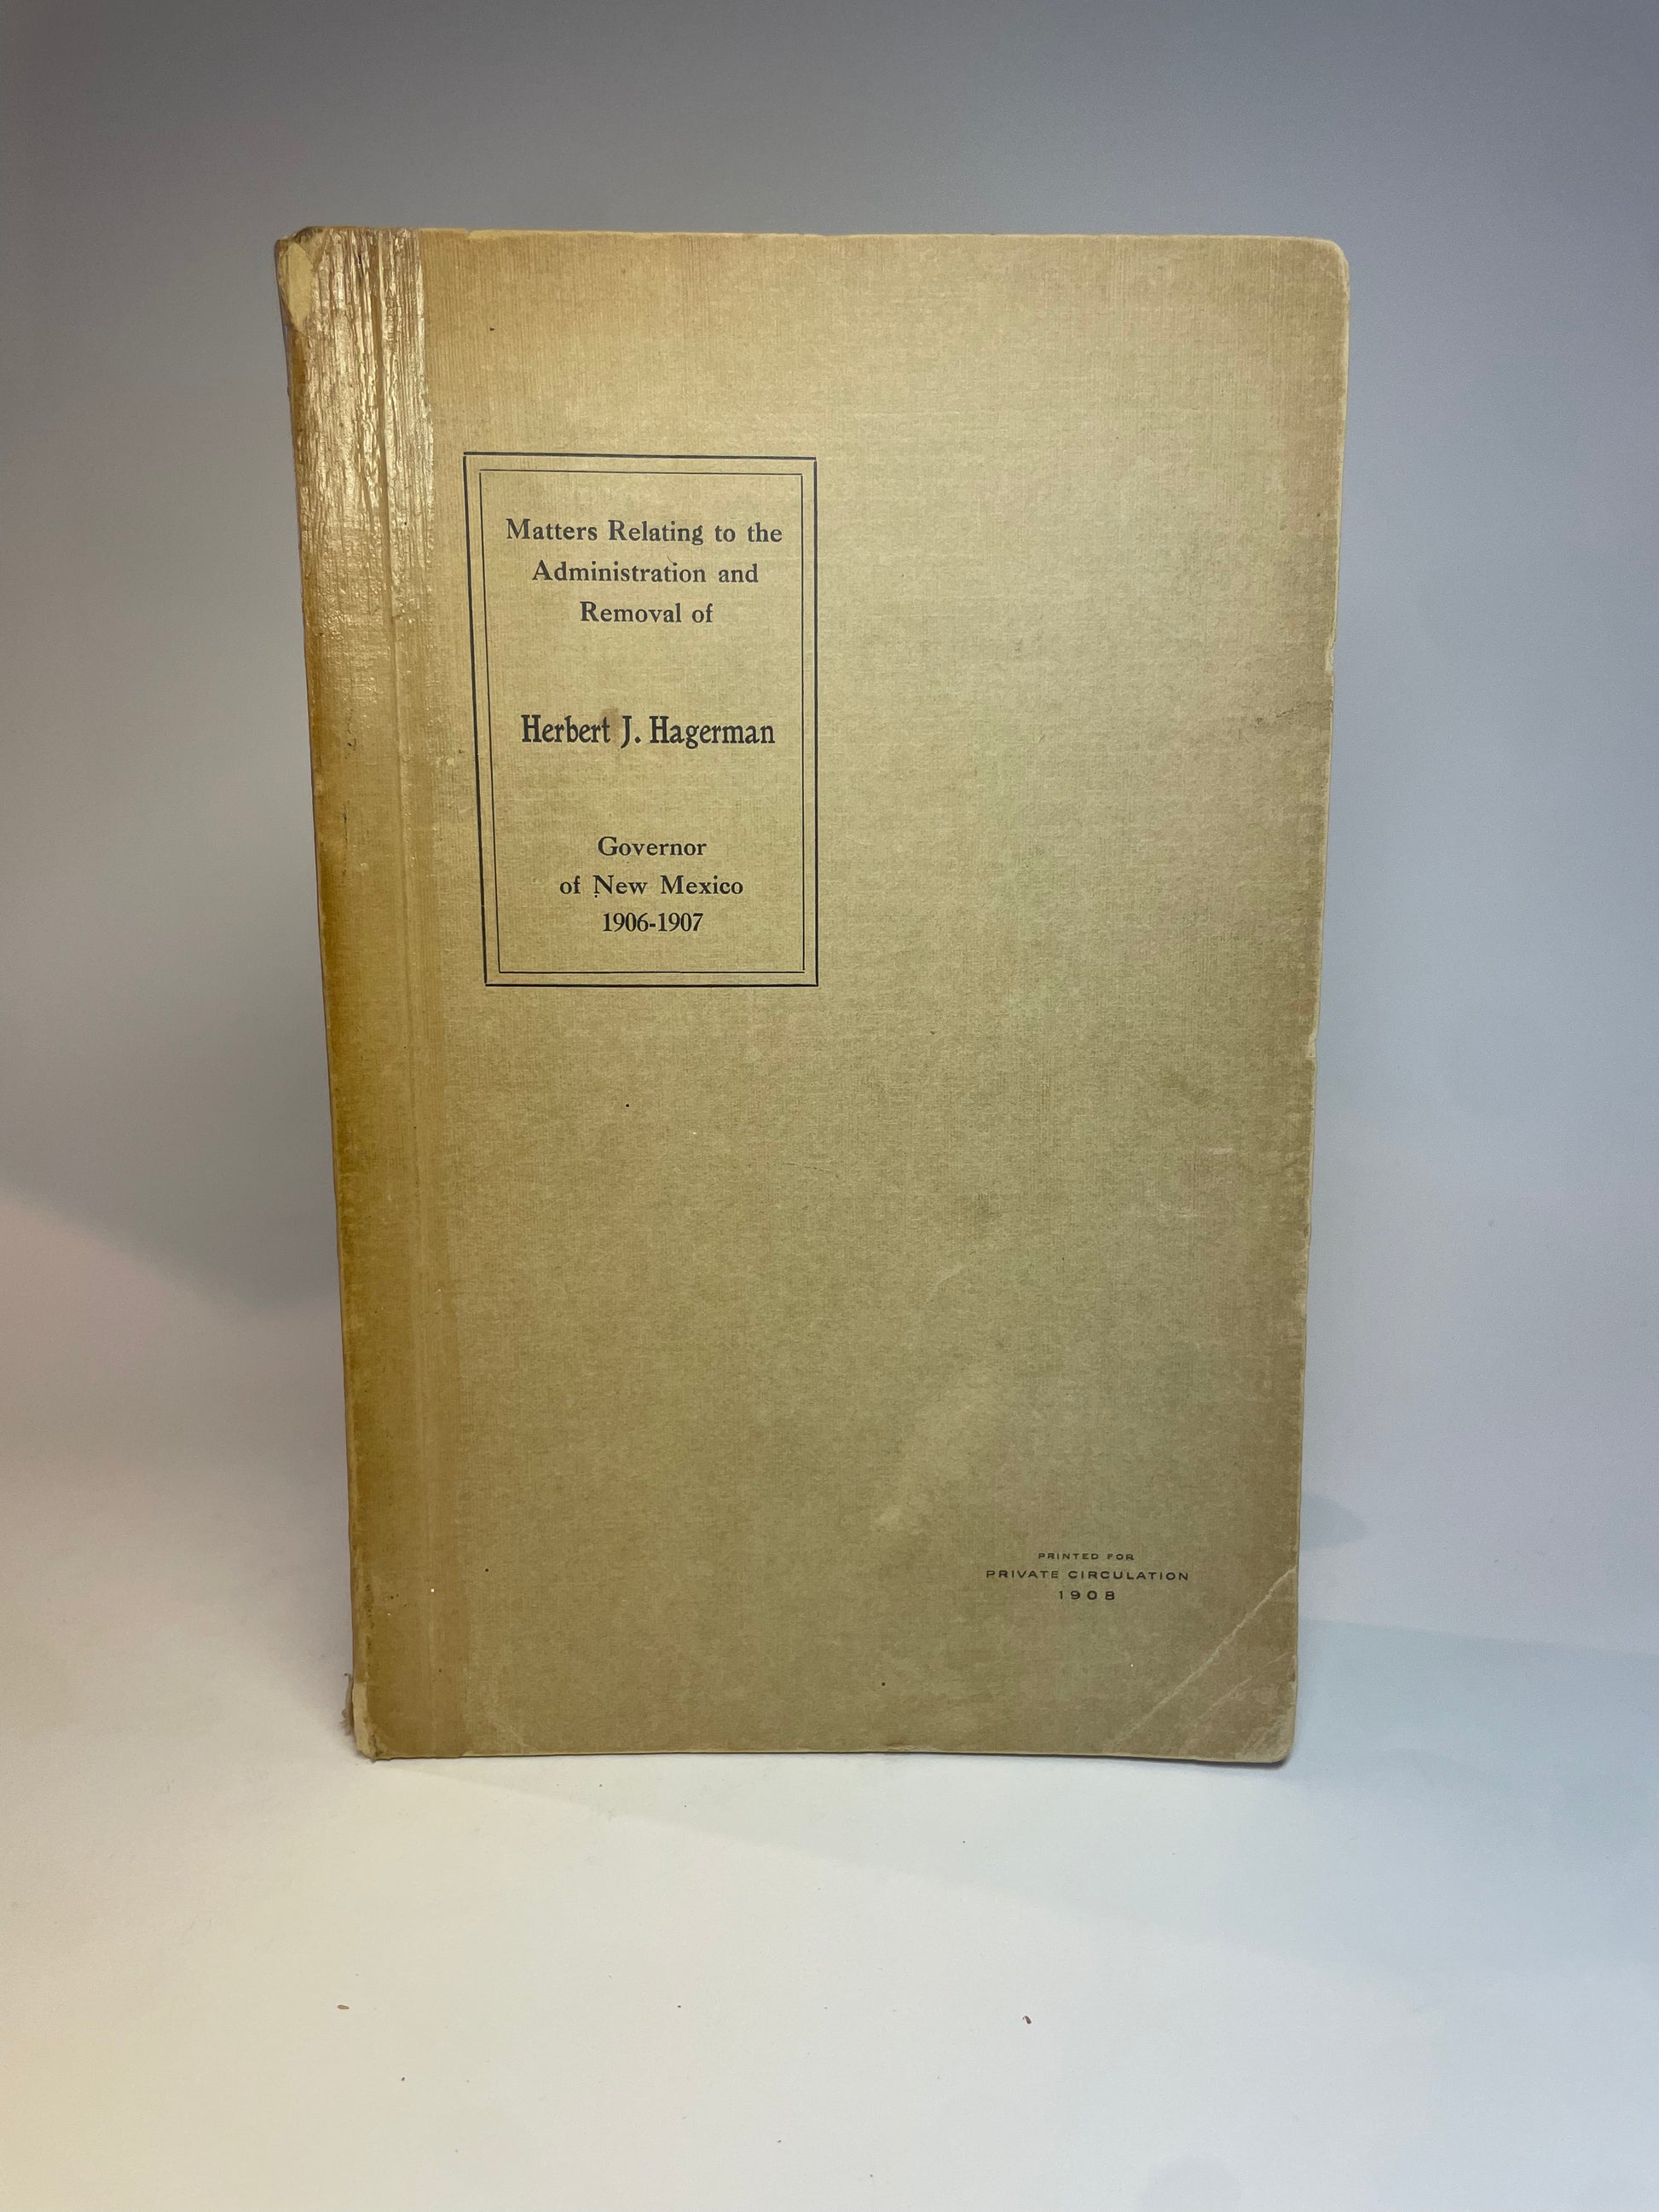 Matters Relating to the
Administration and
Removal of
Herbert J. Hagerman
Governor
of New Mexico
1906-1907
PRINTED FOR
PRIVATE CIRCULATION
1908